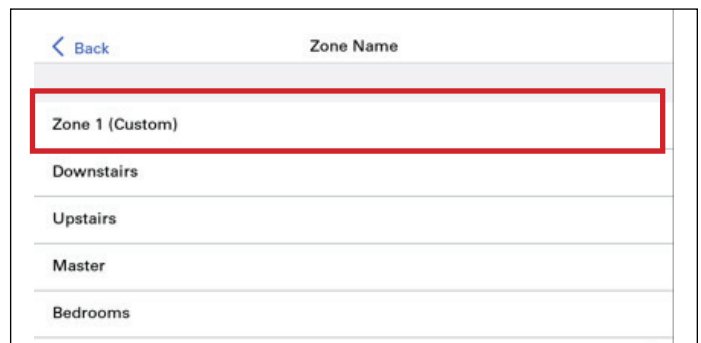 Back Zone Name
Zone 1 (Custom)
Downstairs
Upstairs
Master
Bedrooms